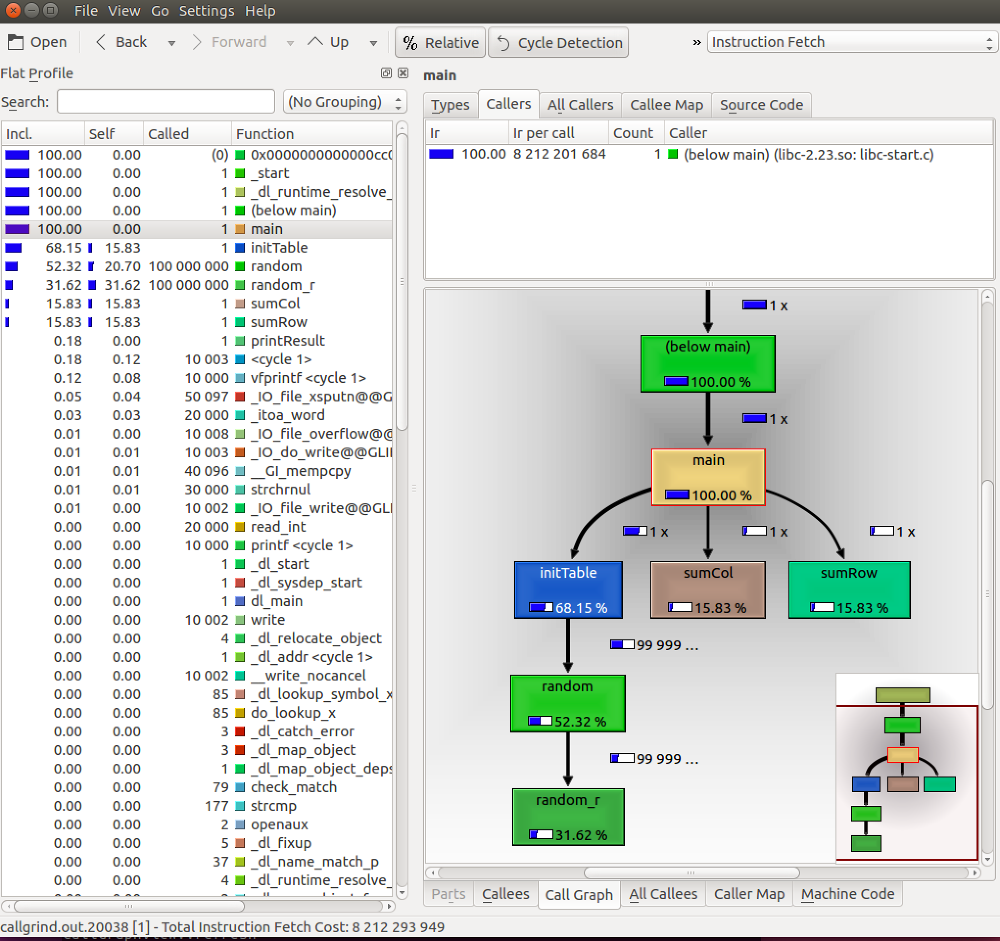 File View Go Settings Help
Open Back Forward Up % Relative Cycle Detection » Instruction Fetch
Flat Profile
Search: (No Grouping)
Incl. Self Called Function
100.00 0.00 (0) 0x0000000000000cc0
100.00 0.00 1 _start
100.00 0.00 1 _dl_runtime_resolve_
100.00 0.00 1 (below main)
100.00 0.00 1 main
68.15 15.83 1 initTable
52.32 20.70 100 000 000 random
31.62 31.62 100 000 000 random_r
15.83 15.83 1 sumCol
15.83 15.83 1 sumRow
0.18 0.00 1 printResult
0.18 0.12 10 003 <cycle 1>
0.12 0.08 10 000 vfprintf <cycle 1>
0.05 0.04 50 097 _IO_file_xsputn@@G
0.03 0.03 20 000 _itoa_word
0.01 0.00 10 008 _IO_file_overflow@@
0.01 0.01 10 003 _IO_do_write@@GLI
0.01 0.01 40 096 __GI_mempcpy
0.01 0.01 30 000 strchrnul
0.01 0.00 10 002 _IO_file_write@@GL
0.00 0.00 20 000 read_int
0.00 0.00 10 000 printf <cycle 1>
0.00 0.00 1 _dl_start
0.00 0.00 1 _dl_sysdep_start
0.00 0.00 1 dl_main
0.00 0.00 10 002 write
0.00 0.00 4 _dl_relocate_object
0.00 0.00 1 _dl_addr <cycle 1>
0.00 0.00 10 002 __write_nocancel
0.00 0.00 85 _dl_lookup_symbol_x
0.00 0.00 85 do_lookup_x
0.00 0.00 3 _dl_catch_error
0.00 0.00 3 _dl_map_object
0.00 0.00 1 _dl_map_object_deps
0.00 0.00 79 check_match
0.00 0.00 177 strcmp
0.00 0.00 2 openaux
0.00 0.00 5 _dl_fixup
0.00 0.00 37 _dl_name_match_p
0.00 0.00 4 _dl_runtime_resolve_
main
Types Callers All Callers Callee Map Source Code
Ir Ir per call Count Caller
100.00 8 212 201 684 1 (below main) (libc-2.23.so: libc-start.c)
1 x
(below main)
100.00 %
1 x
main
100.00 %
1 x 1 x 1 x
initTable sumCol sumRow
68.15 % 15.83 % 15.83 %
99 999 ...
random
52.32 %
99 999 ...
random_r
31.62 %
Parts Callees Call Graph All Callees Caller Map Machine Code
callgrind.out.20038 [1] - Total Instruction Fetch Cost: 8 212 293 949